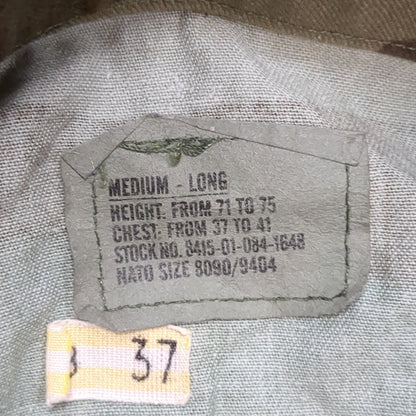 MEDIUM - LONG
HEIGHT: FROM 71 TO 75
CHEST: FROM 37 TO 41
STOCK NO. 8415-01-084-1648
NATO SIZE 8090/9404
37